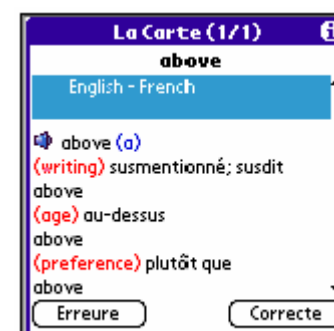 La Carte (1/1)
above
English - French
above (a)
(writing) susmentionné; susdit
above
(age) au-dessus
above
(preference) plutôt que
above
Erreure Correcte